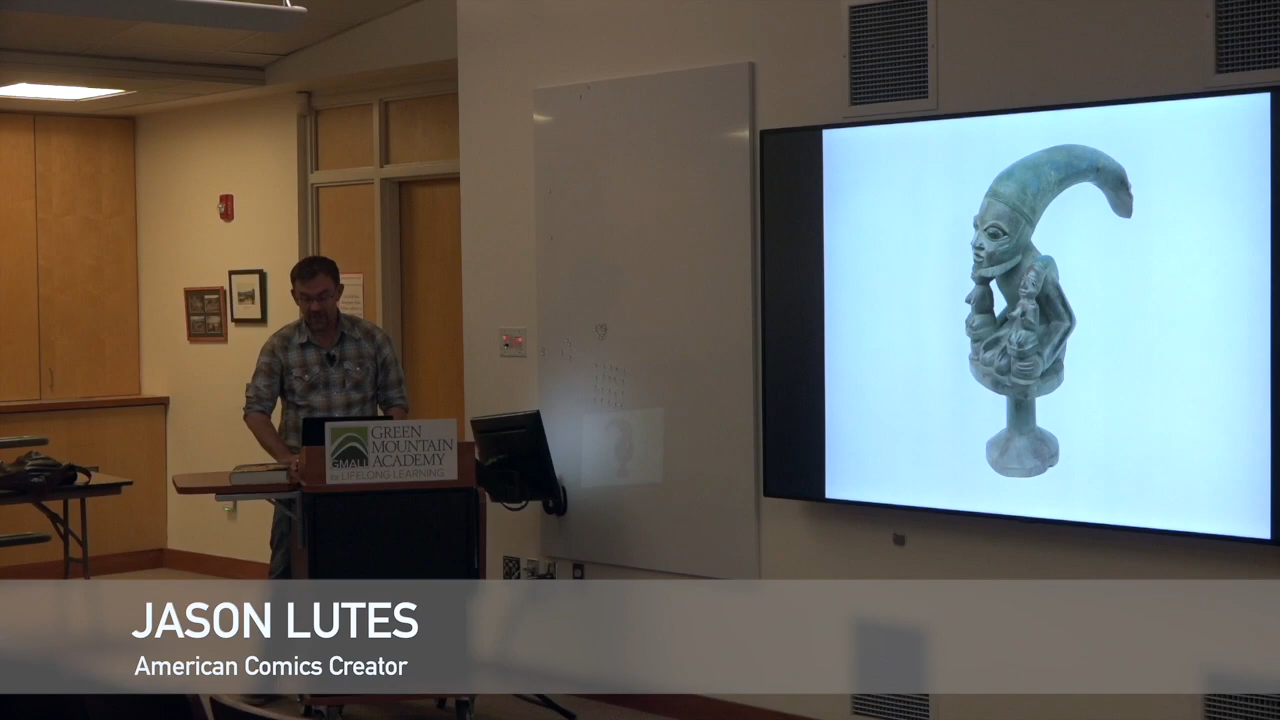 GREEN
MOUNTAIN
GMALL ACADEMY
for LIFELONG LEARNING
JASON LUTES
American Comics Creator